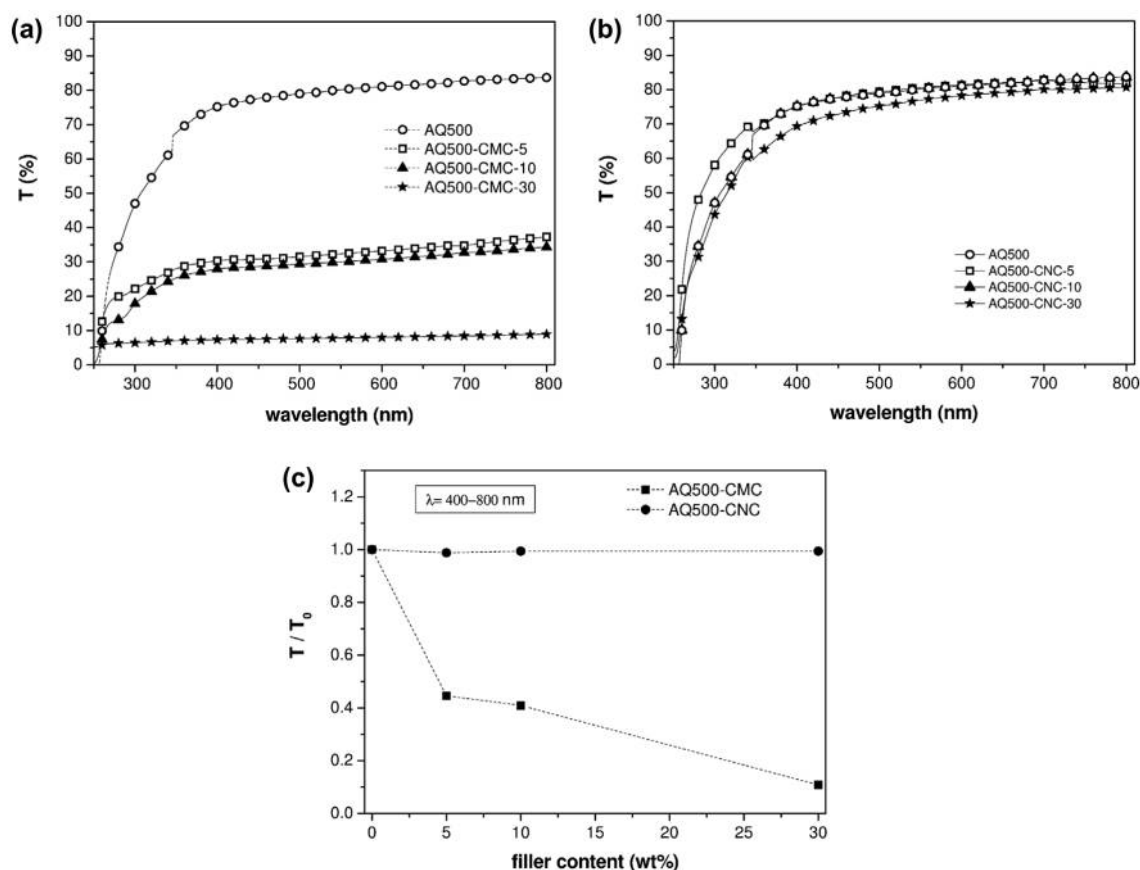 (a)
100
90
80
70
60
50
40
30
20
10
0
T (%)
AQ500
AQ500-CMC-5
AQ500-CMC-10
AQ500-CMC-30
300 400 500 600 700 800
wavelength (nm)
(b)
100
90
80
70
60
50
40
30
20
10
0
T (%)
AQ500
AQ500-CNC-5
AQ500-CNC-10
AQ500-CNC-30
300 400 500 600 700 800
wavelength (nm)
(c)
λ= 400–800 nm
AQ500-CMC
AQ500-CNC
1.2
1.0
0.8
0.6
0.4
0.2
0.0
T / T0
0 5 10 15 20 25 30
filler content (wt%)